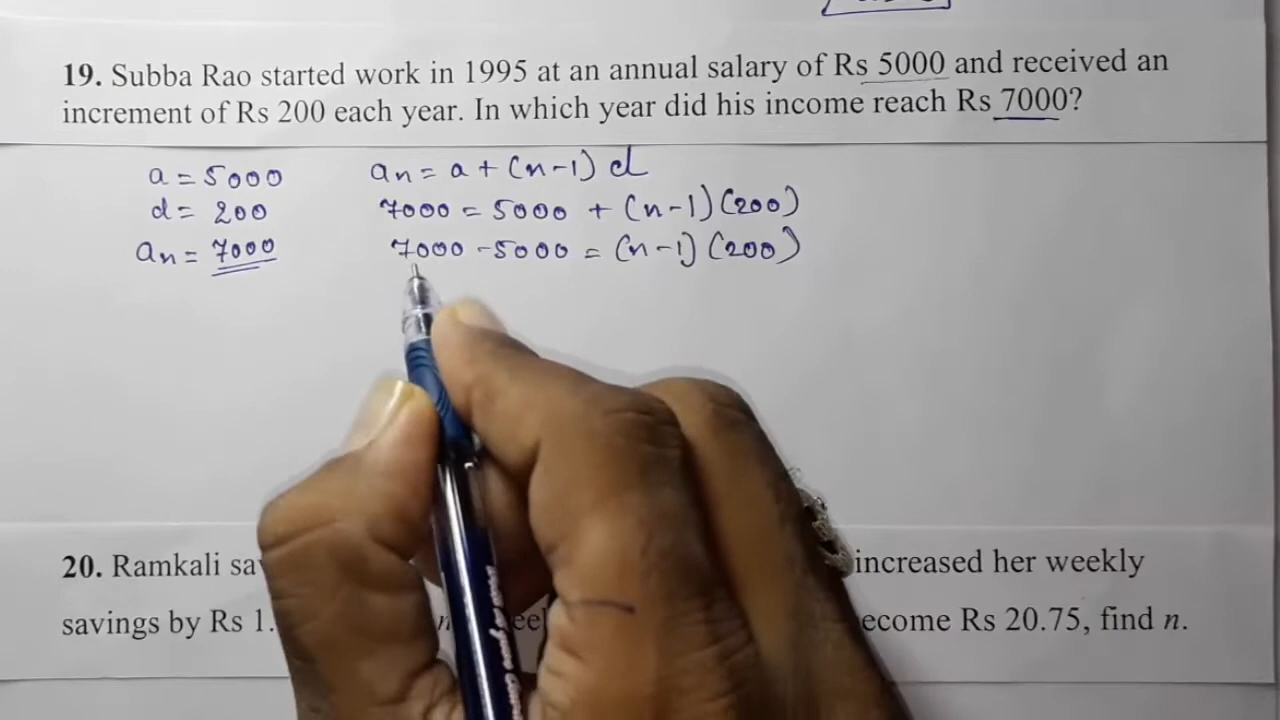 19. Subba Rao started work in 1995 at an annual salary of Rs 5000 and received an
increment of Rs 200 each year. In which year did his income reach Rs 7000?
a = 5000
d = 200
an = 7000
an = a + (n-1) d
7000 = 5000 + (n-1) (200)
7000 - 5000 = (n-1) (200)
20. Ramkali increased her weekly
savings by Rs 1. ecome Rs 20.75, find n.